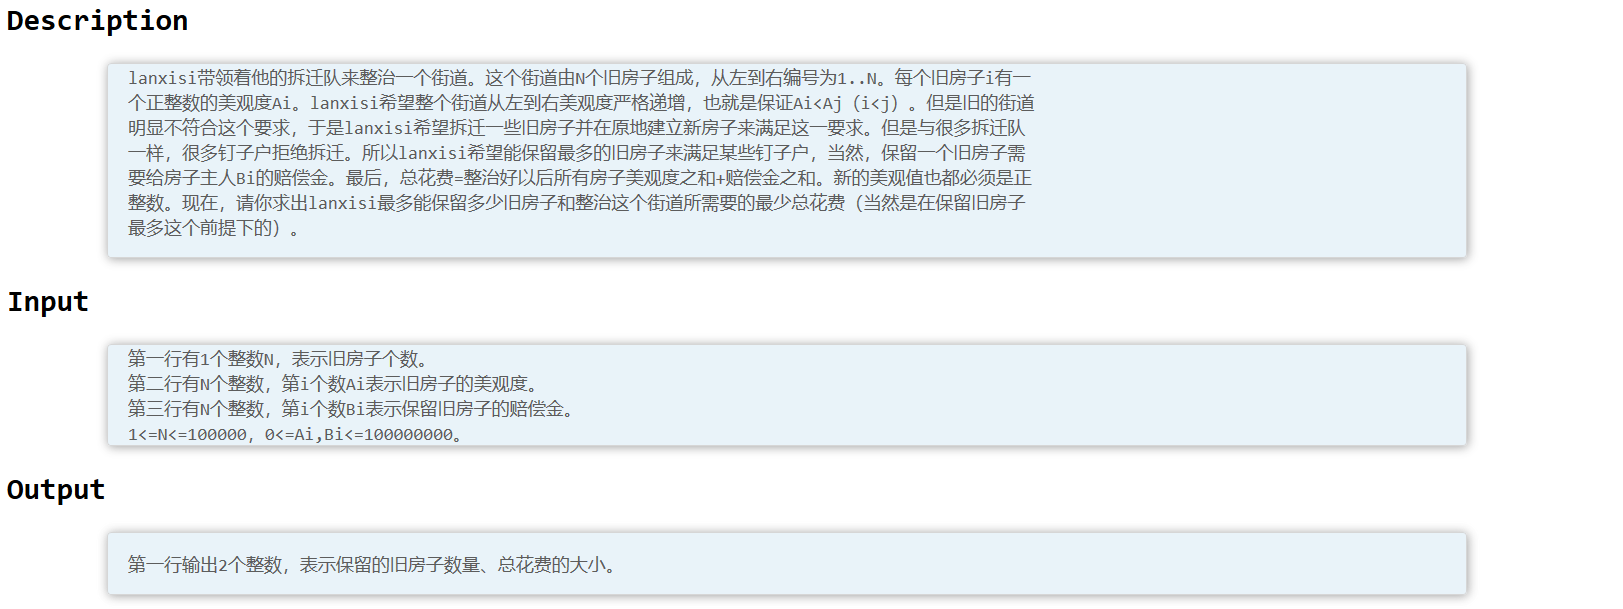 Description
lanxisi带领着他的拆迁队来整治一个街道。这个街道由N个旧房子组成，从左到右编号为1..N。每个旧房子i有一
个正整数的美观度Ai。lanxisi希望整个街道从左到右美观度严格递增，也就是保证Ai<Aj（i<j）。但是旧的街道
明显不符合这个要求，于是lanxisi希望拆迁一些旧房子并在原地建立新房子来满足这一要求。但是与很多拆迁队
一样，很多钉子户拒绝拆迁。所以lanxisi希望能保留最多的旧房子来满足某些钉子户，当然，保留一个旧房子需
要给房子主人Bi的赔偿金。最后，总花费=整治好以后所有房子美观度之和+赔偿金之和。新的美观值也都必须是正
整数。现在，请你求出lanxisi最多能保留多少旧房子和整治这个街道所需要的最少总花费（当然是在保留旧房子
最多这个前提下的）。
Input
第一行有1个整数N，表示旧房子个数。
第二行有N个整数，第i个数Ai表示旧房子的美观度。
第三行有N个整数，第i个数Bi表示保留旧房子的赔偿金。
1<=N<=100000，0<=Ai,Bi<=100000000。
Output
第一行输出2个整数，表示保留的旧房子数量、总花费的大小。